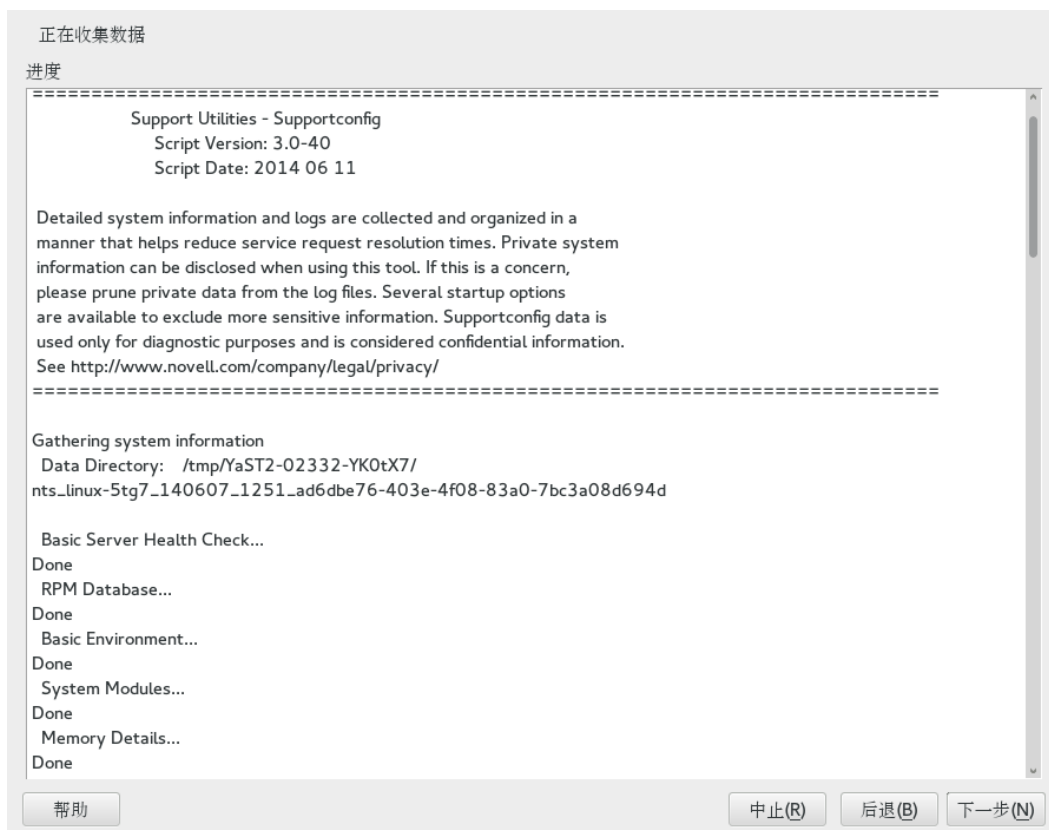 正在收集数据
进度
=============================================================================
Support Utilities - Supportconfig
Script Version: 3.0-40
Script Date: 2014 06 11
Detailed system information and logs are collected and organized in a
manner that helps reduce service request resolution times. Private system
information can be disclosed when using this tool. If this is a concern,
please prune private data from the log files. Several startup options
are available to exclude more sensitive information. Supportconfig data is
used only for diagnostic purposes and is considered confidential information.
See http://www.novell.com/company/legal/privacy/
=============================================================================
Gathering system information
Data Directory: /tmp/YaST2-02332-YK0tX7/
nts_linux-5tg7_140607_1251_ad6dbe76-403e-4f08-83a0-7bc3a08d694d
Basic Server Health Check...
Done
RPM Database...
Done
Basic Environment...
Done
System Modules...
Done
Memory Details...
Done
帮助 中止(R) 后退(B) 下一步(N)